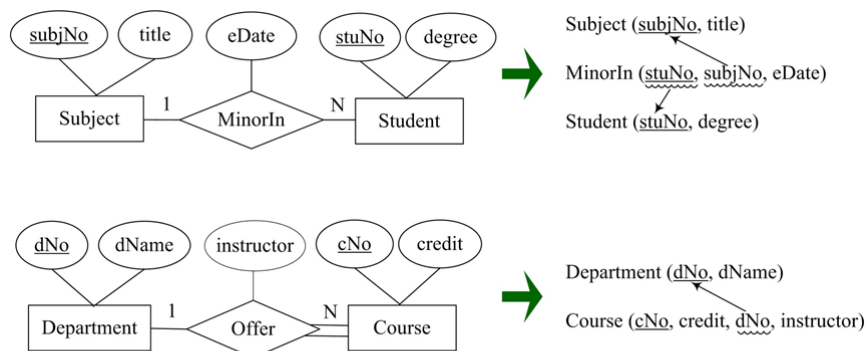 subjNo title eDate stuNo degree
Subject 1 MinorIn N Student
Subject (subjNo, title)
MinorIn (stuNo, subjNo, eDate)
Student (stuNo, degree)
dNo dName instructor cNo credit
Department 1 Offer N Course
Department (dNo, dName)
Course (cNo, credit, dNo, instructor)